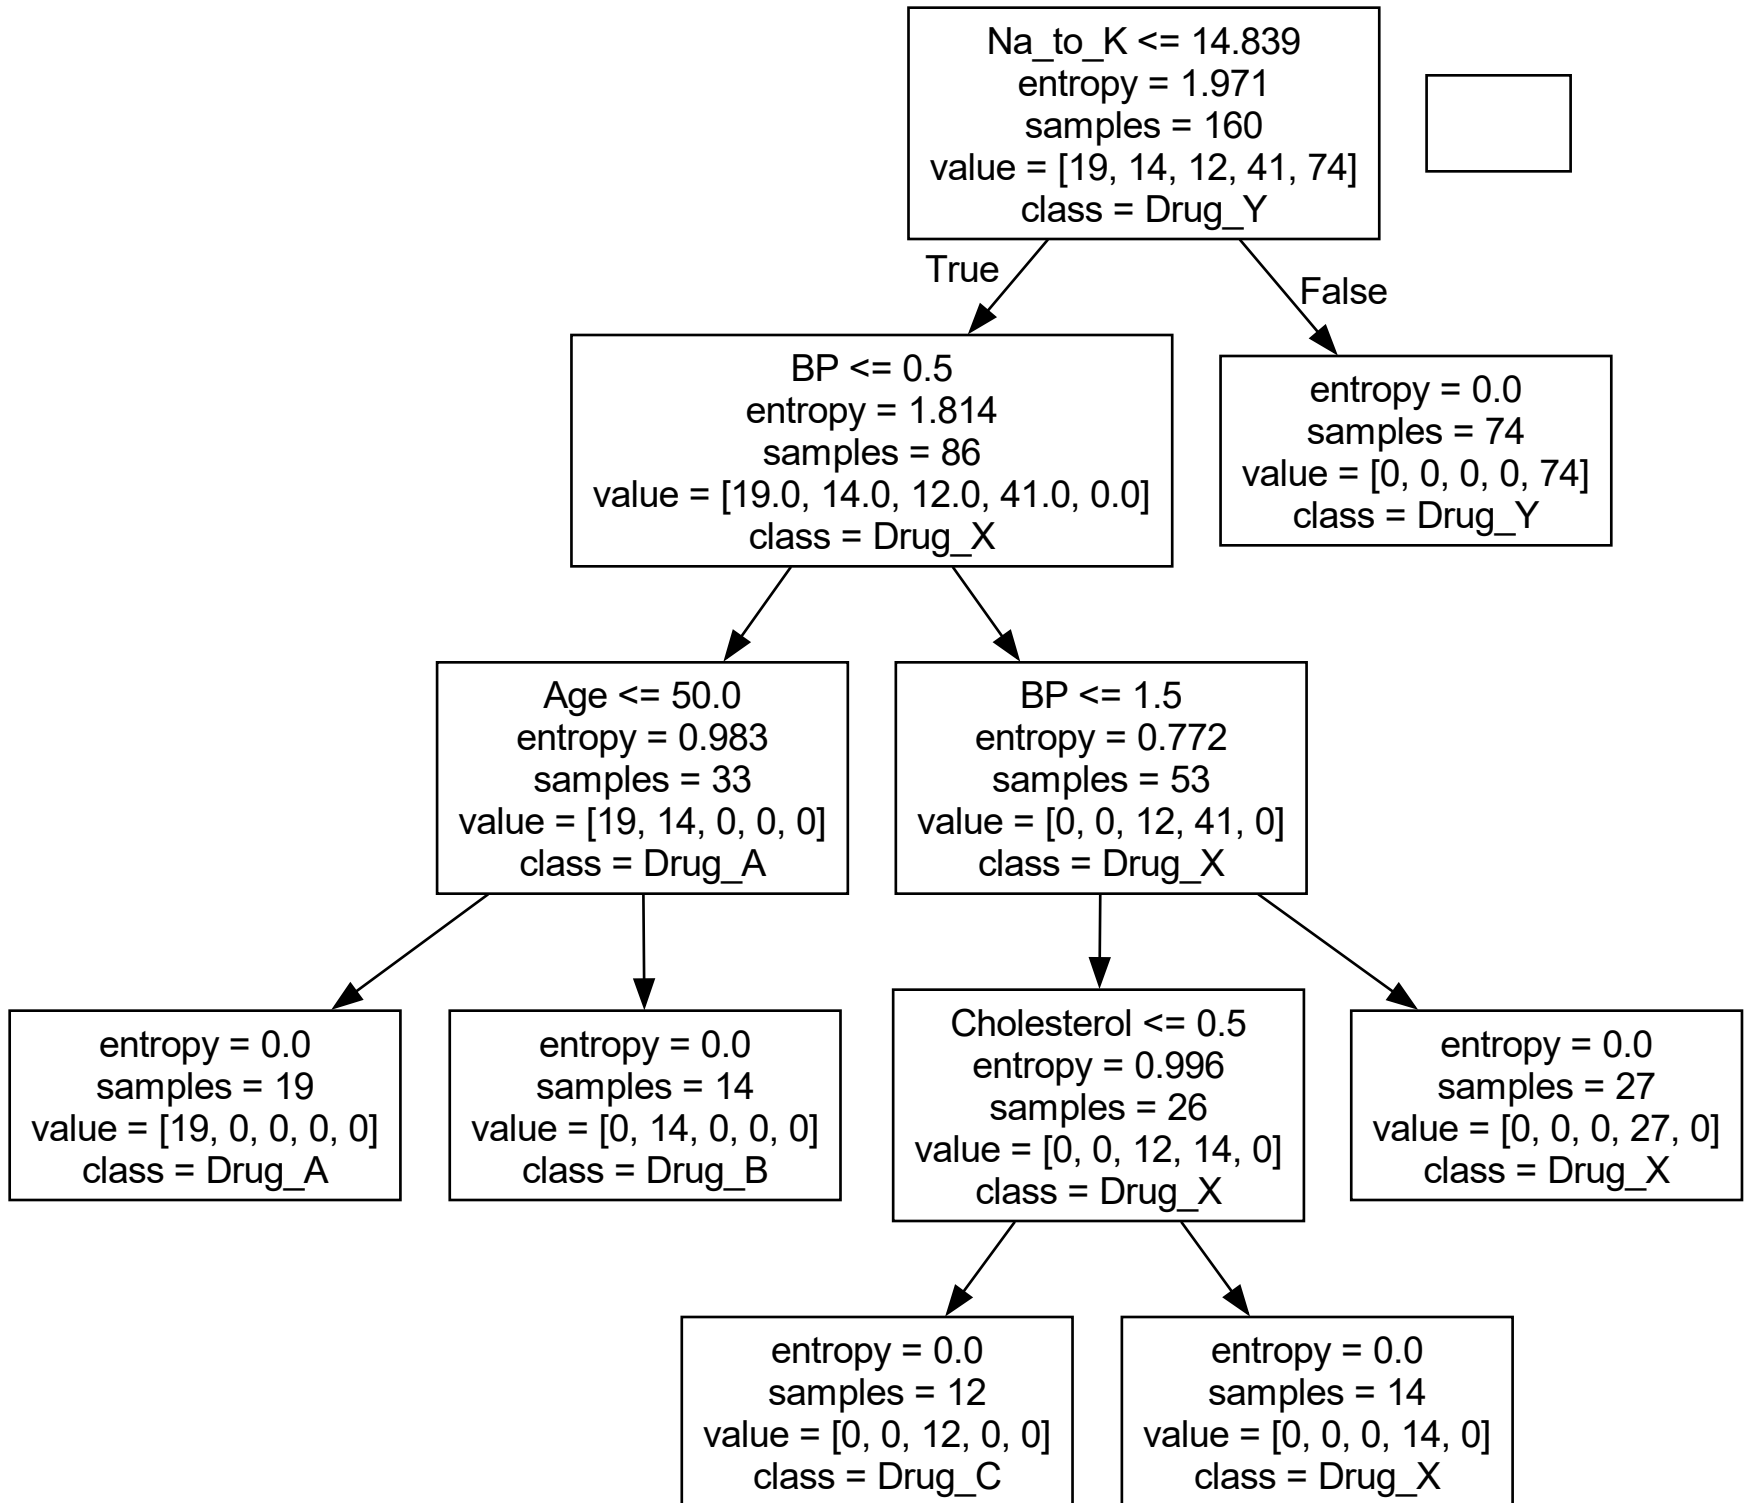 Na_to_K <= 14.839
entropy = 1.971
samples = 160
value = [19, 14, 12, 41, 74]
class = Drug_Y
True
False
BP <= 0.5
entropy = 1.814
samples = 86
value = [19.0, 14.0, 12.0, 41.0, 0.0]
class = Drug_X
entropy = 0.0
samples = 74
value = [0, 0, 0, 0, 74]
class = Drug_Y
Age <= 50.0
entropy = 0.983
samples = 33
value = [19, 14, 0, 0, 0]
class = Drug_A
BP <= 1.5
entropy = 0.772
samples = 53
value = [0, 0, 12, 41, 0]
class = Drug_X
entropy = 0.0
samples = 19
value = [19, 0, 0, 0, 0]
class = Drug_A
entropy = 0.0
samples = 14
value = [0, 14, 0, 0, 0]
class = Drug_B
Cholesterol <= 0.5
entropy = 0.996
samples = 26
value = [0, 0, 12, 14, 0]
class = Drug_X
entropy = 0.0
samples = 27
value = [0, 0, 0, 27, 0]
class = Drug_X
entropy = 0.0
samples = 12
value = [0, 0, 12, 0, 0]
class = Drug_C
entropy = 0.0
samples = 14
value = [0, 0, 0, 14, 0]
class = Drug_X